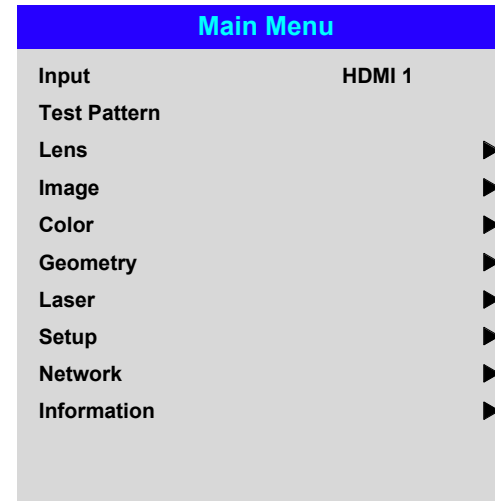 Main Menu
Input HDMI 1
Test Pattern
Lens
Image
Color
Geometry
Laser
Setup
Network
Information